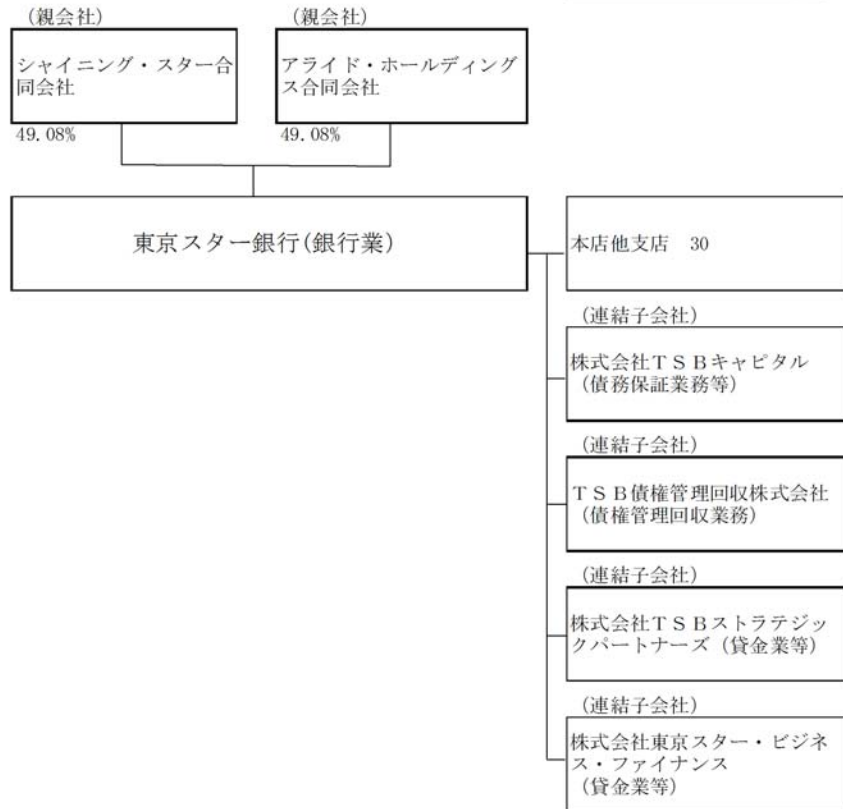 (親会社)
シャイニング・スター合
同会社
49.08%
(親会社)
アライド・ホールディング
ス合同会社
49.08%
東京スター銀行(銀行業)
本店他支店 30
(連結子会社)
株式会社ＴＳＢキャピタル
(債務保証業務等)
(連結子会社)
ＴＳＢ債権管理回収株式会社
(債権管理回収業務)
(連結子会社)
株式会社ＴＳＢストラテジッ
クパートナーズ (貸金業等)
(連結子会社)
株式会社東京スター・ビジネ
ス・ファイナンス
(貸金業等)